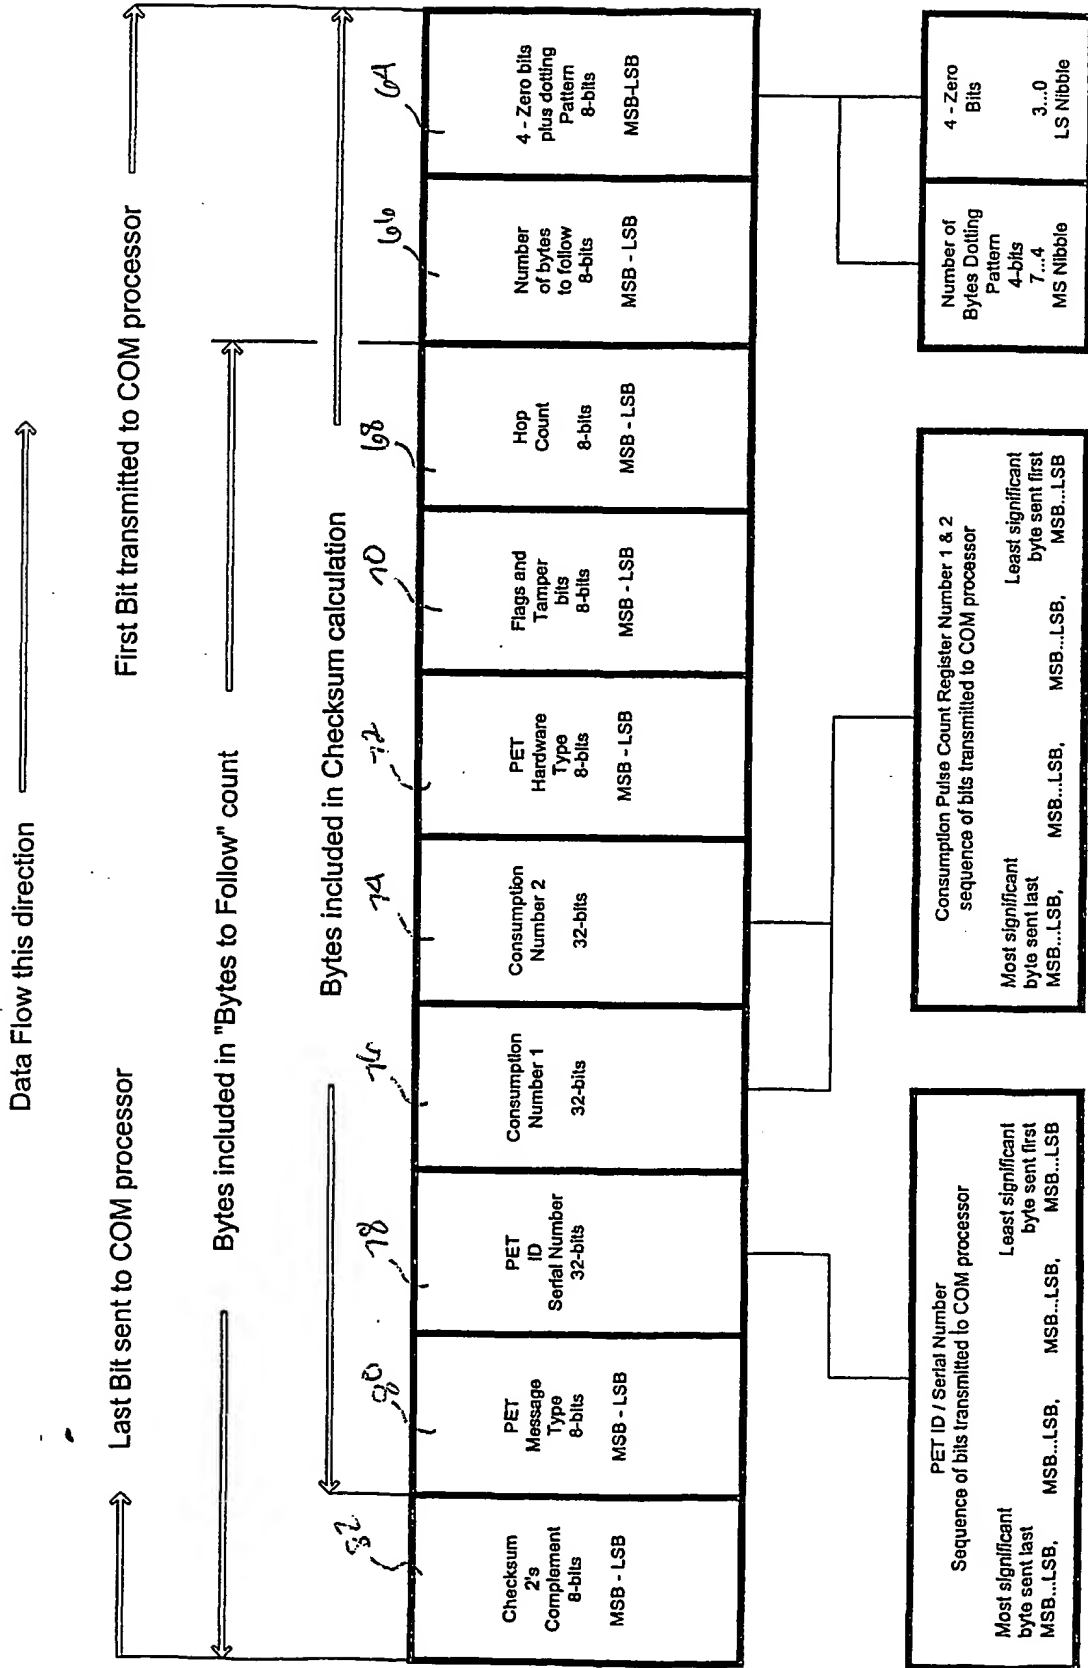 Data Flow this direction
Last Bit sent to COM processor
First Bit transmitted to COM processor
Bytes included in "Bytes to Follow" count
Bytes included in Checksum calculation
82
80
78
76
74
72
70
68
66
64
Checksum
2's
Complement
8-bits
MSB - LSB
PET
Message
Type
8-bits
MSB - LSB
PET
ID
Serial Number
32-bits
Consumption
Number 1
32-bits
Consumption
Number 2
32-bits
PET
Hardware
Type
8-bits
MSB - LSB
Flags and
Tamper
bits
8-bits
MSB - LSB
Hop
Count
8-bits
MSB - LSB
Number
of bytes
to follow
8-bits
MSB - LSB
4 - Zero bits
plus dotting
Pattern
8-bits
MSB-LSB
PET ID / Serial Number
Sequence of bits transmitted to COM processor
Most significant
byte sent last
Least significant
byte sent first
MSB...LSB, MSB...LSB, MSB...LSB, MSB...LSB
Consumption Pulse Count Register Number 1 & 2
sequence of bits transmitted to COM processor
Most significant
byte sent last
Least significant
byte sent first
MSB...LSB, MSB...LSB, MSB...LSB, MSB...LSB
Number of
Bytes Dotting
Pattern
4-bits
7...4
MS Nibble
4 - Zero
Bits
3...0
LS Nibble